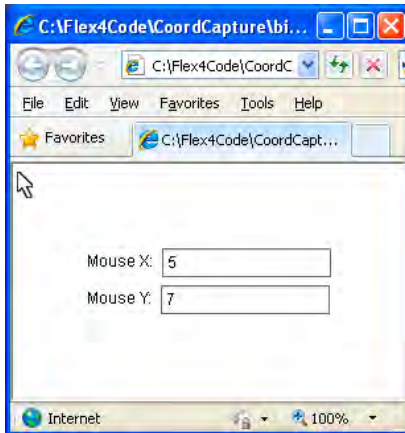 C:\Flex4Code\CoordCapture\bi...
C:\Flex4Code\CoordC
File Edit View Favorites Tools Help
Favorites C:\Flex4Code\CoordCapt...
Mouse X: 5
Mouse Y: 7
Internet 100%